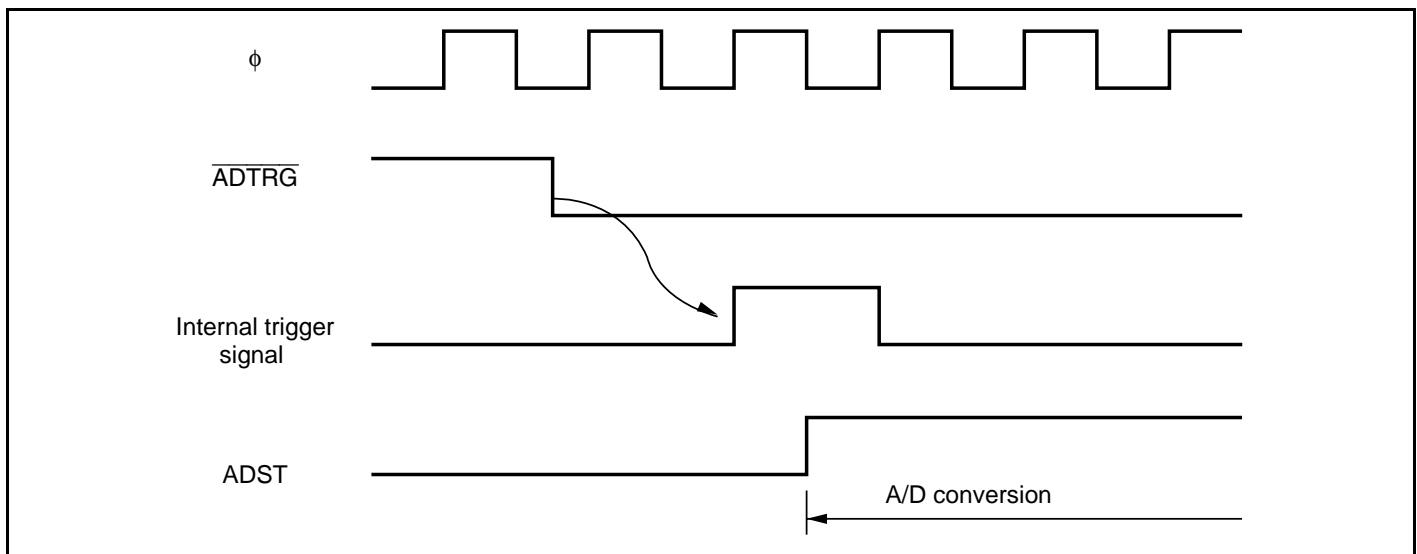 ϕ
ADTRG
Internal trigger
signal
ADST
A/D conversion